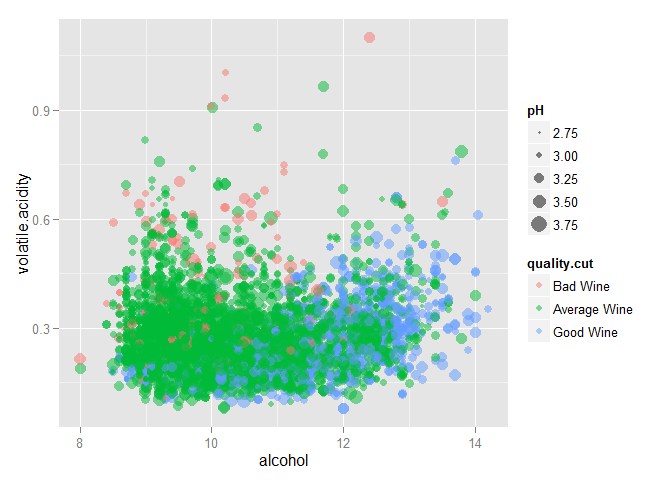 volatile.acidity
0.9
0.6
0.3
8
10
12
14
alcohol
pH
2.75
3.00
3.25
3.50
3.75
quality.cut
Bad Wine
Average Wine
Good Wine